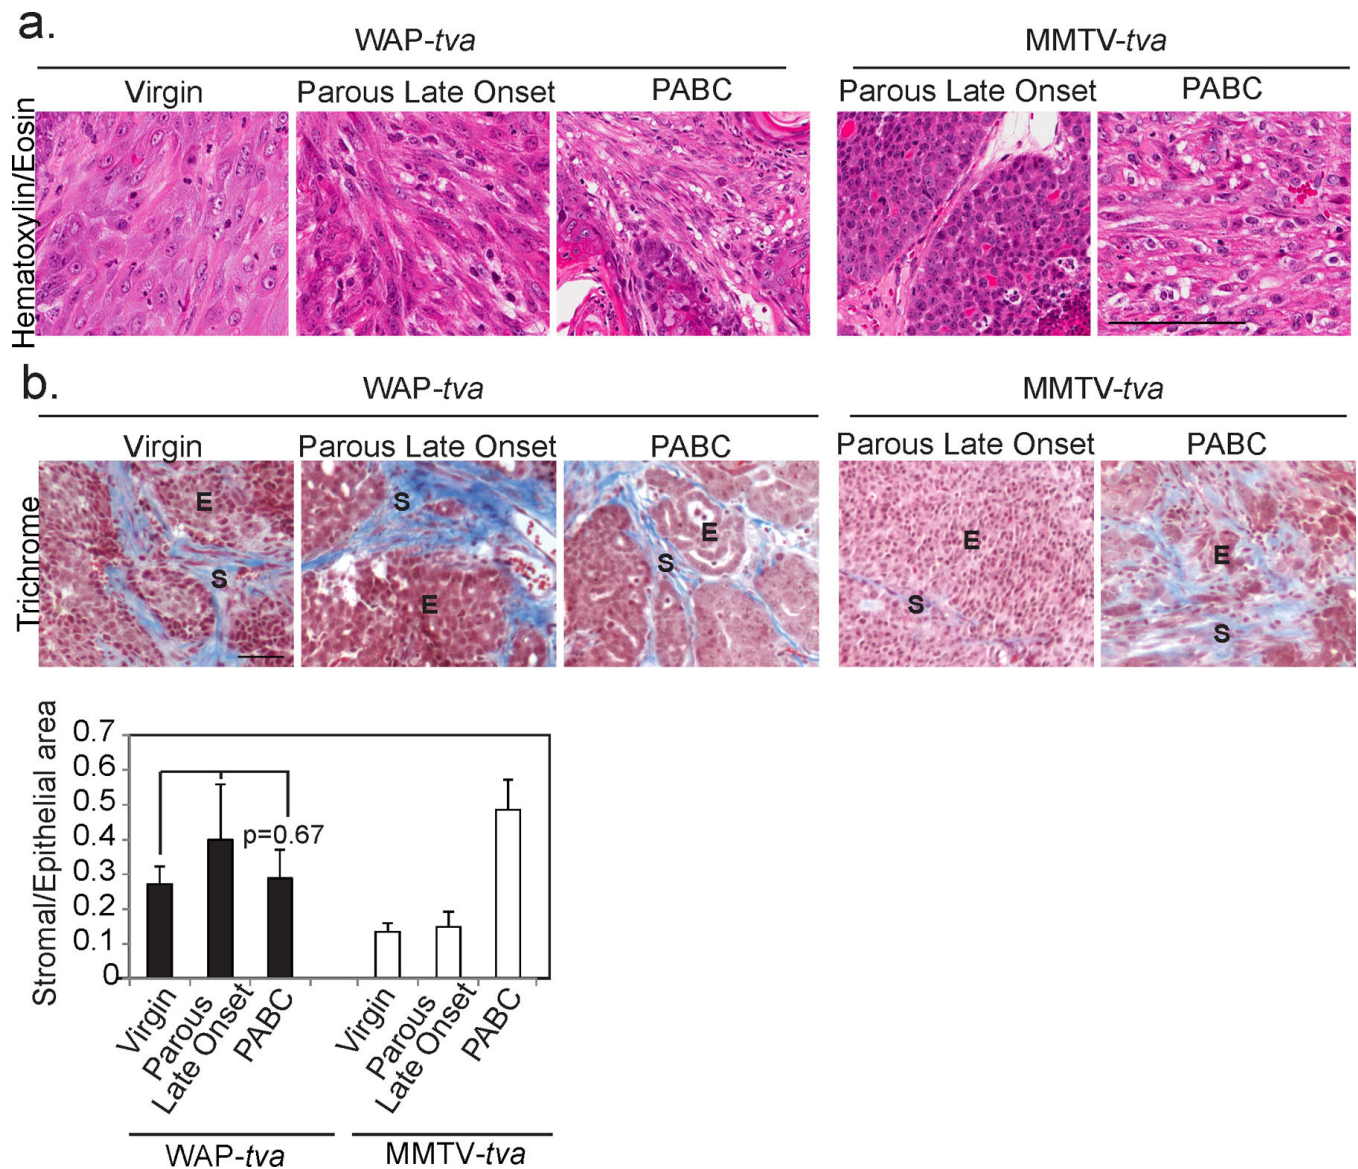 a.
WAP-tva
MMTV-tva
Virgin
Parous Late Onset
PABC
Parous Late Onset
PABC
Hematoxylin/Eosin
b.
WAP-tva
MMTV-tva
Virgin
Parous Late Onset
PABC
Parous Late Onset
PABC
Trichrome
E
S
S
E
E
S
E
S
E
S
Stromal/Epithelial area
0.7
0.6
0.5
0.4
0.3
0.2
0.1
0
p=0.67
Virgin
Parous
Late Onset
PABC
Virgin
Parous
Late Onset
PABC
WAP-tva
MMTV-tva